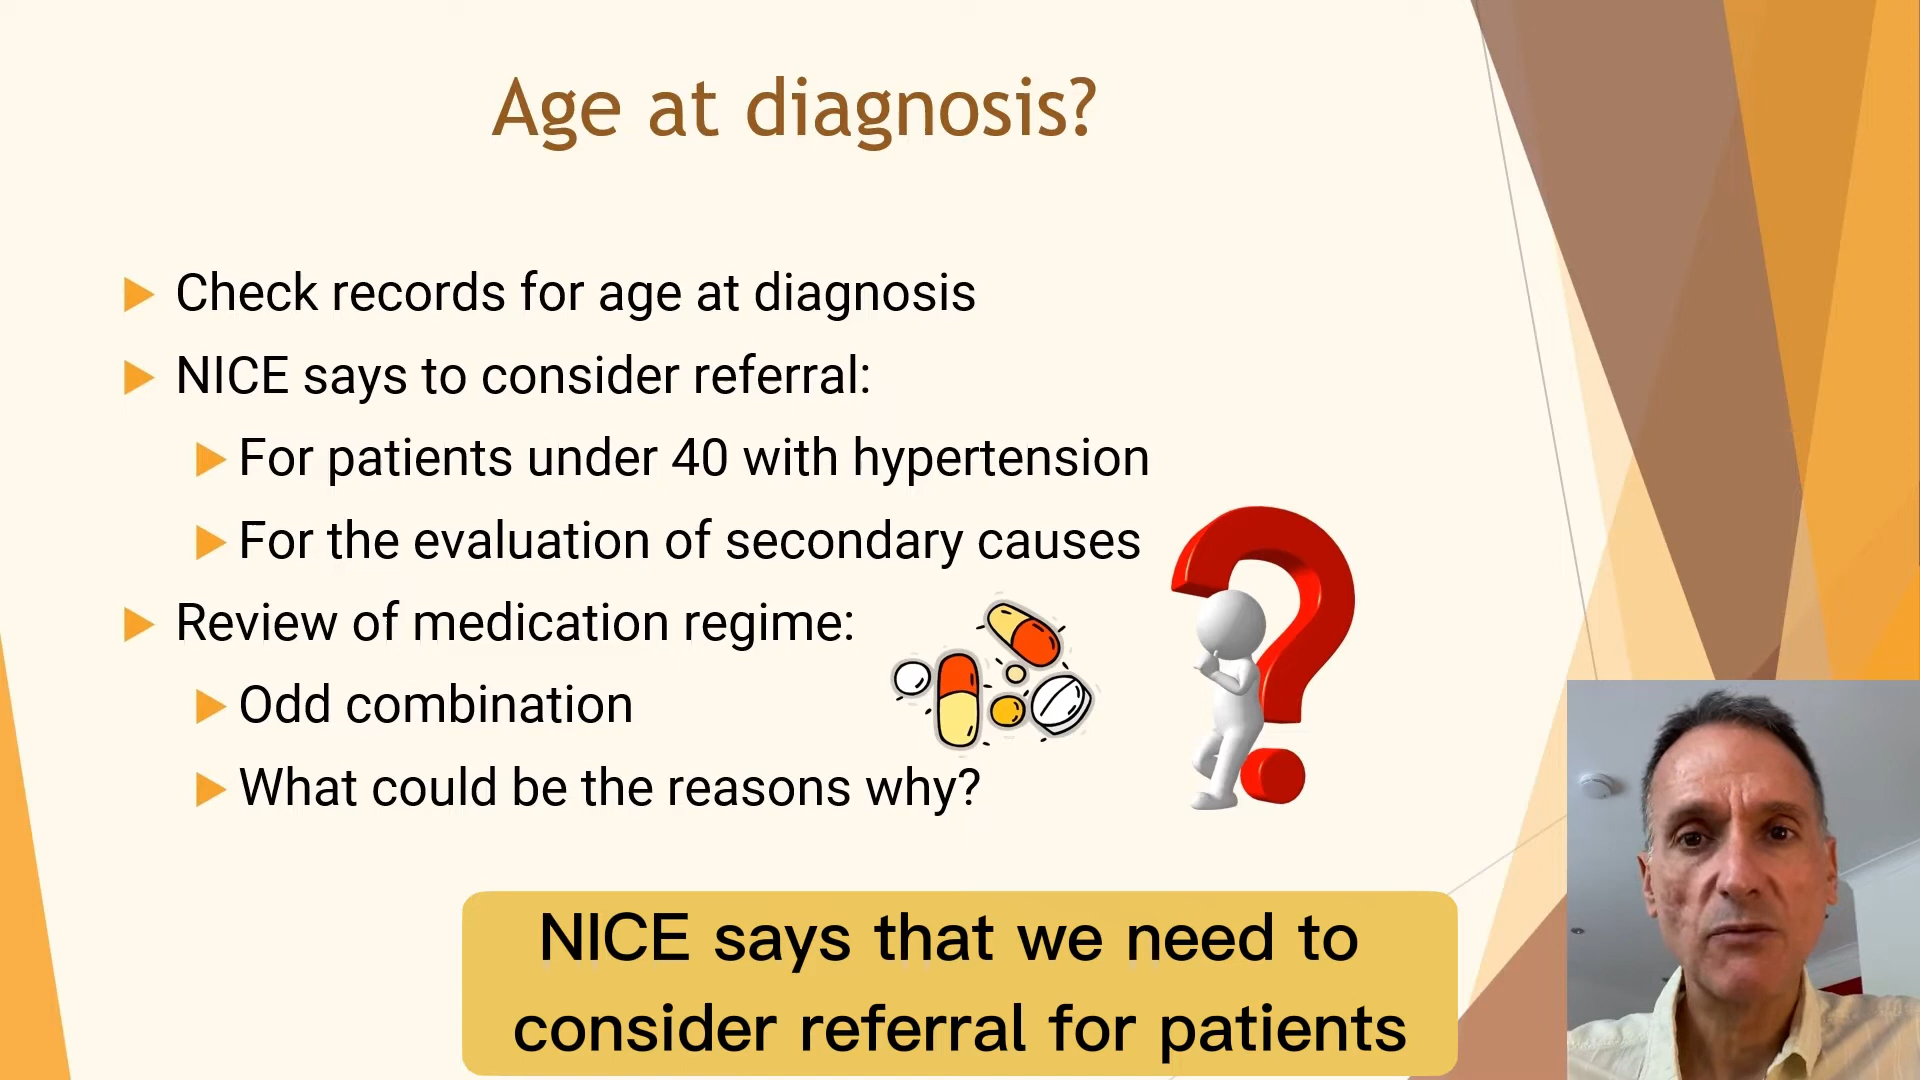 Age at diagnosis?
Check records for age at diagnosis
NICE says to consider referral:
For patients under 40 with hypertension
For the evaluation of secondary causes
Review of medication regime:
Odd combination
What could be the reasons why?
NICE says that we need to
consider referral for patients